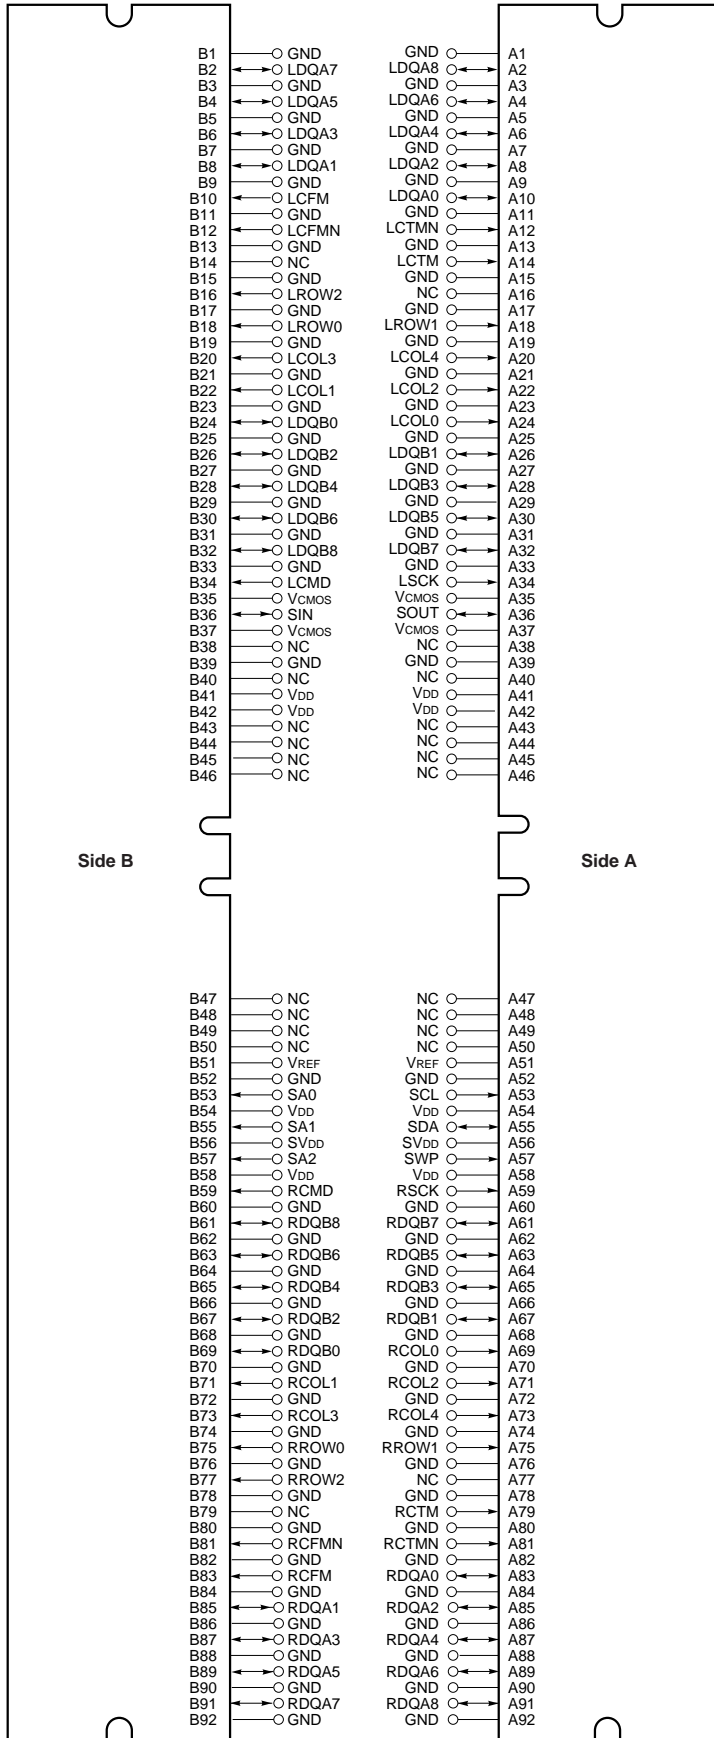 B1 GND GND A1
B2 LDQA7 LDQA8 A2
B3 GND GND A3
B4 LDQA5 LDQA6 A4
B5 GND GND A5
B6 LDQA3 LDQA4 A6
B7 GND GND A7
B8 LDQA1 LDQA2 A8
B9 GND GND A9
B10 LCFM LDQA0 A10
B11 GND GND A11
B12 LCFMN LCTMN A12
B13 GND GND A13
B14 NC LCTM A14
B15 GND GND A15
B16 LROW2 NC A16
B17 GND GND A17
B18 LROW0 LROW1 A18
B19 GND GND A19
B20 LCOL3 LCOL4 A20
B21 GND GND A21
B22 LCOL1 LCOL2 A22
B23 GND GND A23
B24 LDQB0 LCOL0 A24
B25 GND GND A25
B26 LDQB2 LDQB1 A26
B27 GND GND A27
B28 LDQB4 LDQB3 A28
B29 GND GND A29
B30 LDQB6 LDQB5 A30
B31 GND GND A31
B32 LDQB8 LDQB7 A32
B33 GND GND A33
B34 LCMD LSCK A34
B35 VCMOS VCMOS A35
B36 SIN SOUT A36
B37 VCMOS VCMOS A37
B38 NC NC A38
B39 GND GND A39
B40 NC NC A40
B41 VDD VDD A41
B42 VDD VDD A42
B43 NC NC A43
B44 NC NC A44
B45 NC NC A45
B46 NC NC A46
Side B Side A
B47 NC NC A47
B48 NC NC A48
B49 NC NC A49
B50 NC NC A50
B51 VREF VREF A51
B52 GND GND A52
B53 SA0 SCL A53
B54 VDD VDD A54
B55 SA1 SDA A55
B56 SVDD SVDD A56
B57 SA2 SWP A57
B58 VDD VDD A58
B59 RCMD RSCK A59
B60 GND GND A60
B61 RDQB8 RDQB7 A61
B62 GND GND A62
B63 RDQB6 RDQB5 A63
B64 GND GND A64
B65 RDQB4 RDQB3 A65
B66 GND GND A66
B67 RDQB2 RDQB1 A67
B68 GND GND A68
B69 RDQB0 RCOL0 A69
B70 GND GND A70
B71 RCOL1 RCOL2 A71
B72 GND GND A72
B73 RCOL3 RCOL4 A73
B74 GND GND A74
B75 RROW0 RROW1 A75
B76 GND GND A76
B77 RROW2 NC A77
B78 GND GND A78
B79 NC RCTM A79
B80 GND GND A80
B81 RCFMN RCTMN A81
B82 GND GND A82
B83 RCFM RDQA0 A83
B84 GND GND A84
B85 RDQA1 RDQA2 A85
B86 GND GND A86
B87 RDQA3 RDQA4 A87
B88 GND GND A88
B89 RDQA5 RDQA6 A89
B90 GND GND A90
B91 RDQA7 RDQA8 A91
B92 GND GND A92